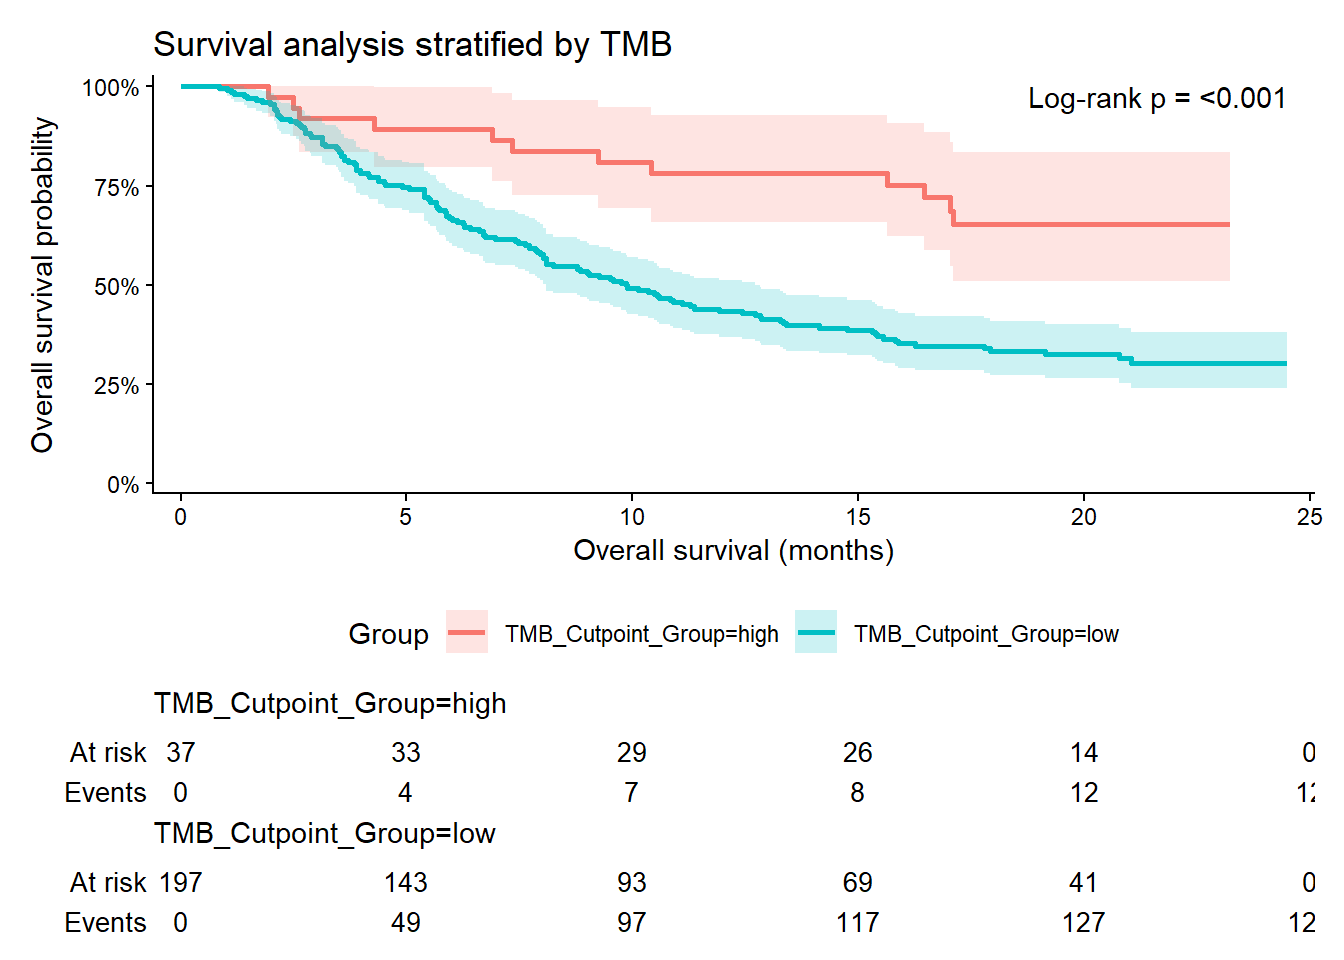 Survival analysis stratified by TMB
Log-rank p = <0.001
Overall survival probability
100%
75%
50%
25%
0%
0 5 10 15 20 25
Overall survival (months)
Group TMB_Cutpoint_Group=high TMB_Cutpoint_Group=low
TMB_Cutpoint_Group=high
At risk 37 33 29 26 14 0
Events 0 4 7 8 12
TMB_Cutpoint_Group=low
At risk 197 143 93 69 41 0
Events 0 49 97 117 127